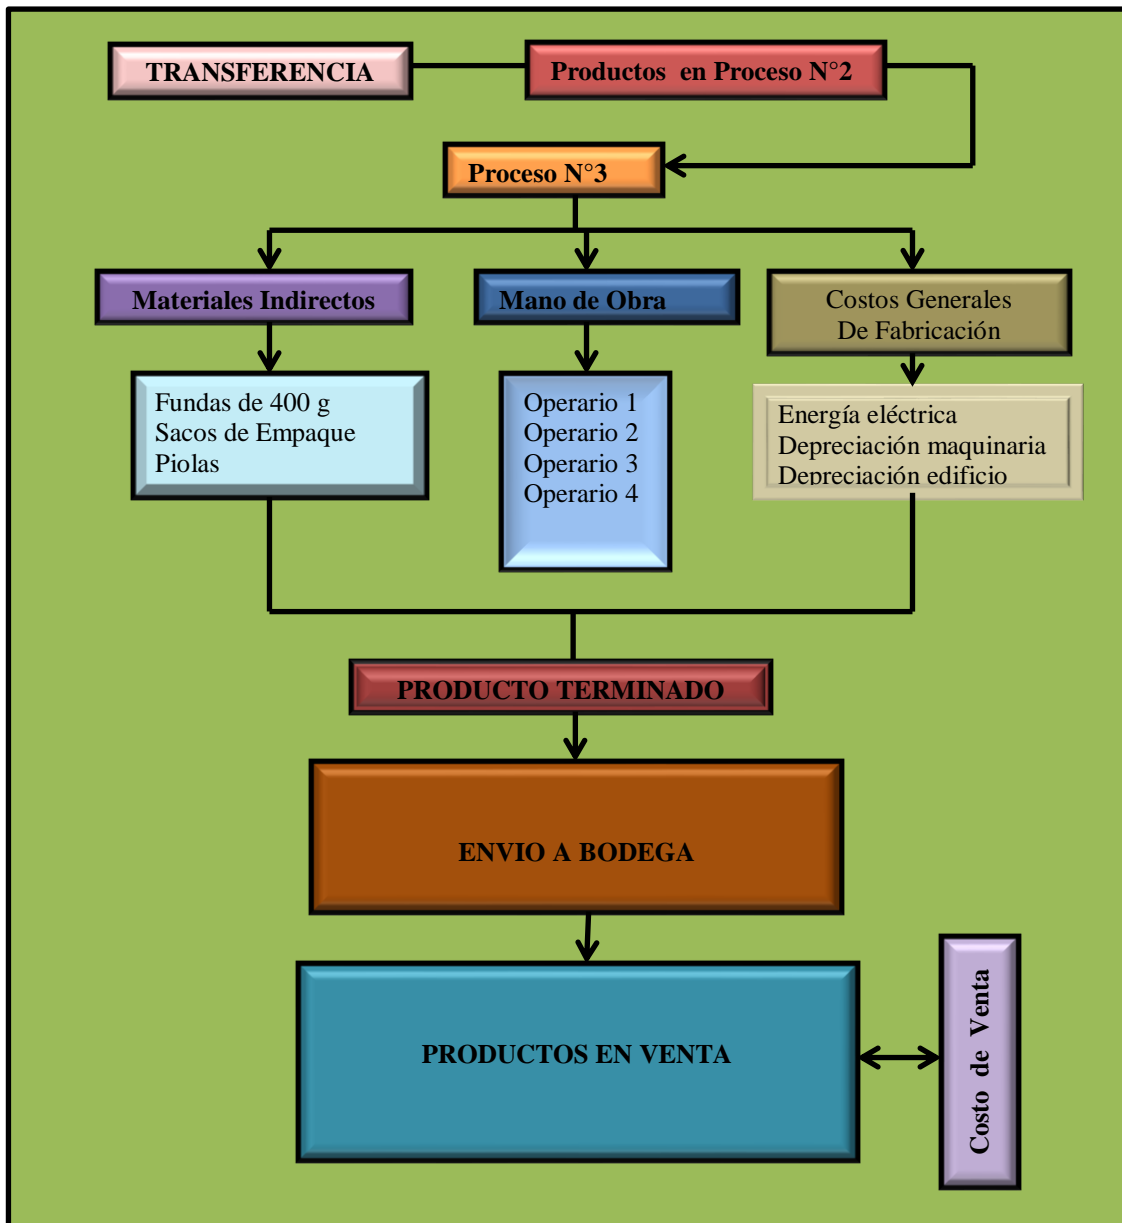 TRANSFERENCIA
Productos en Proceso N°2
Proceso N°3
Materiales Indirectos
Mano de Obra
Costos Generales
De Fabricación
Fundas de 400 g
Sacos de Empaque
Piolas
Operario 1
Operario 2
Operario 3
Operario 4
Energía eléctrica
Depreciación maquinaria
Depreciación edificio
PRODUCTO TERMINADO
ENVIO A BODEGA
PRODUCTOS EN VENTA
Costo de Venta